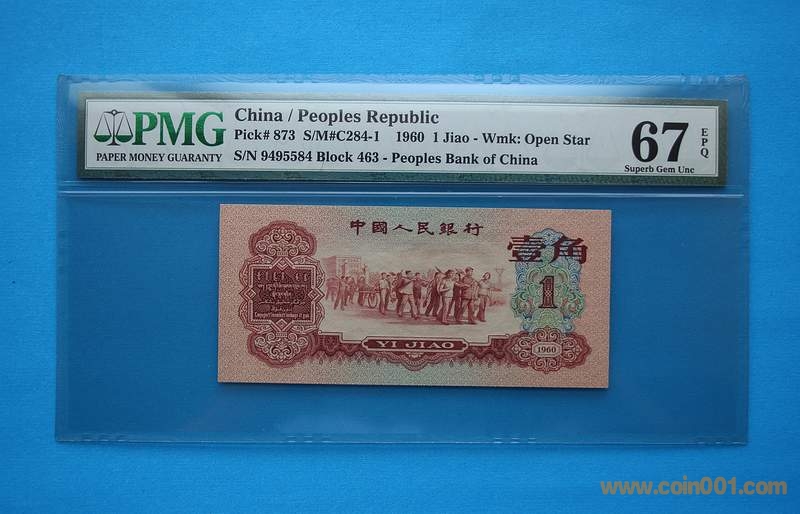 PMG
PAPER MONEY GUARANTY
China / Peoples Republic
Pick# 873 S/M#C284-1 1960 1 Jiao - Wmk: Open Star
S/N 9495584 Block 463 - Peoples Bank of China
67
EPQ
Superb Gem Unc
中國人民銀行
壹角
1
YI JIAO
1960
www.coin001.com